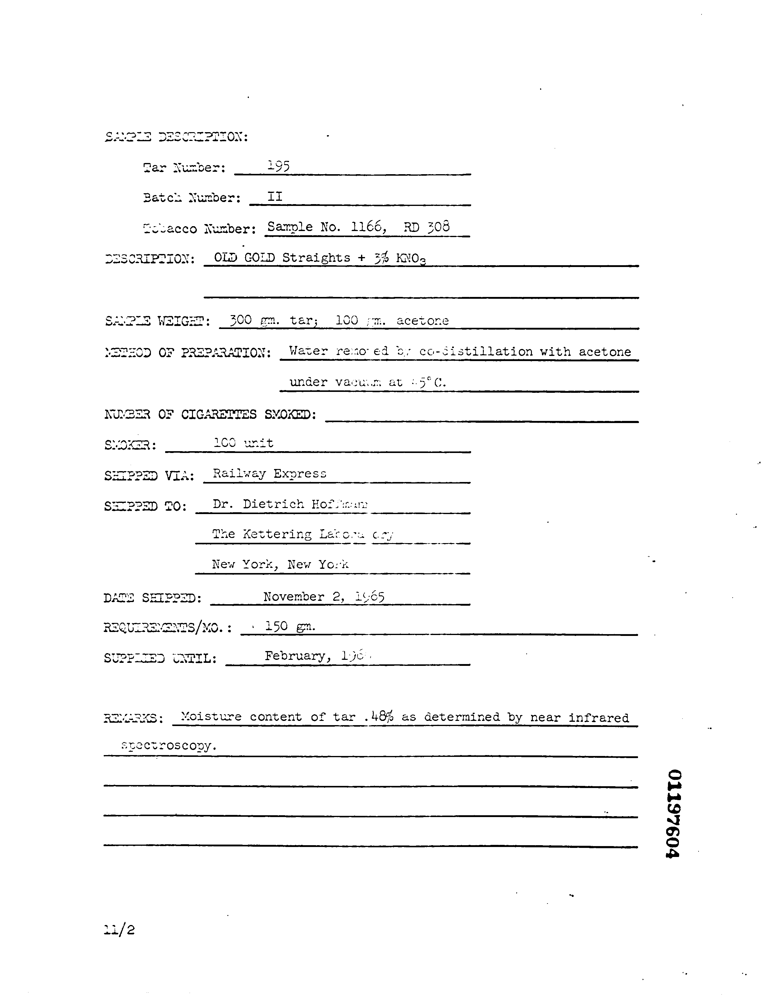 SAMPLE DESCRIPTION:
Tar Number: 195
Batch Number: II
Tobacco Number: Sample No. 1166, RD 308
DESCRIPTION: OLD GOLD Straights + 3% KNO3
SAMPLE WEIGHT: 300 gm. tar; 100 gm. acetone
METHOD OF PREPARATION: Water removed by co-distillation with acetone
under vacuum at 45°C.
NUMBER OF CIGARETTES SMOKED:
SMOKER: 100 unit
SHIPPED VIA: Railway Express
SHIPPED TO: Dr. Dietrich Hoffmann
The Kettering Laboratory
New York, New York
DATE SHIPPED: November 2, 1965
REQUIREMENTS/MO.: 150 gm.
SUPPLIED UNTIL: February,
REMARKS: Moisture content of tar .48% as determined by near infrared
spectroscopy.
01197604
11/2